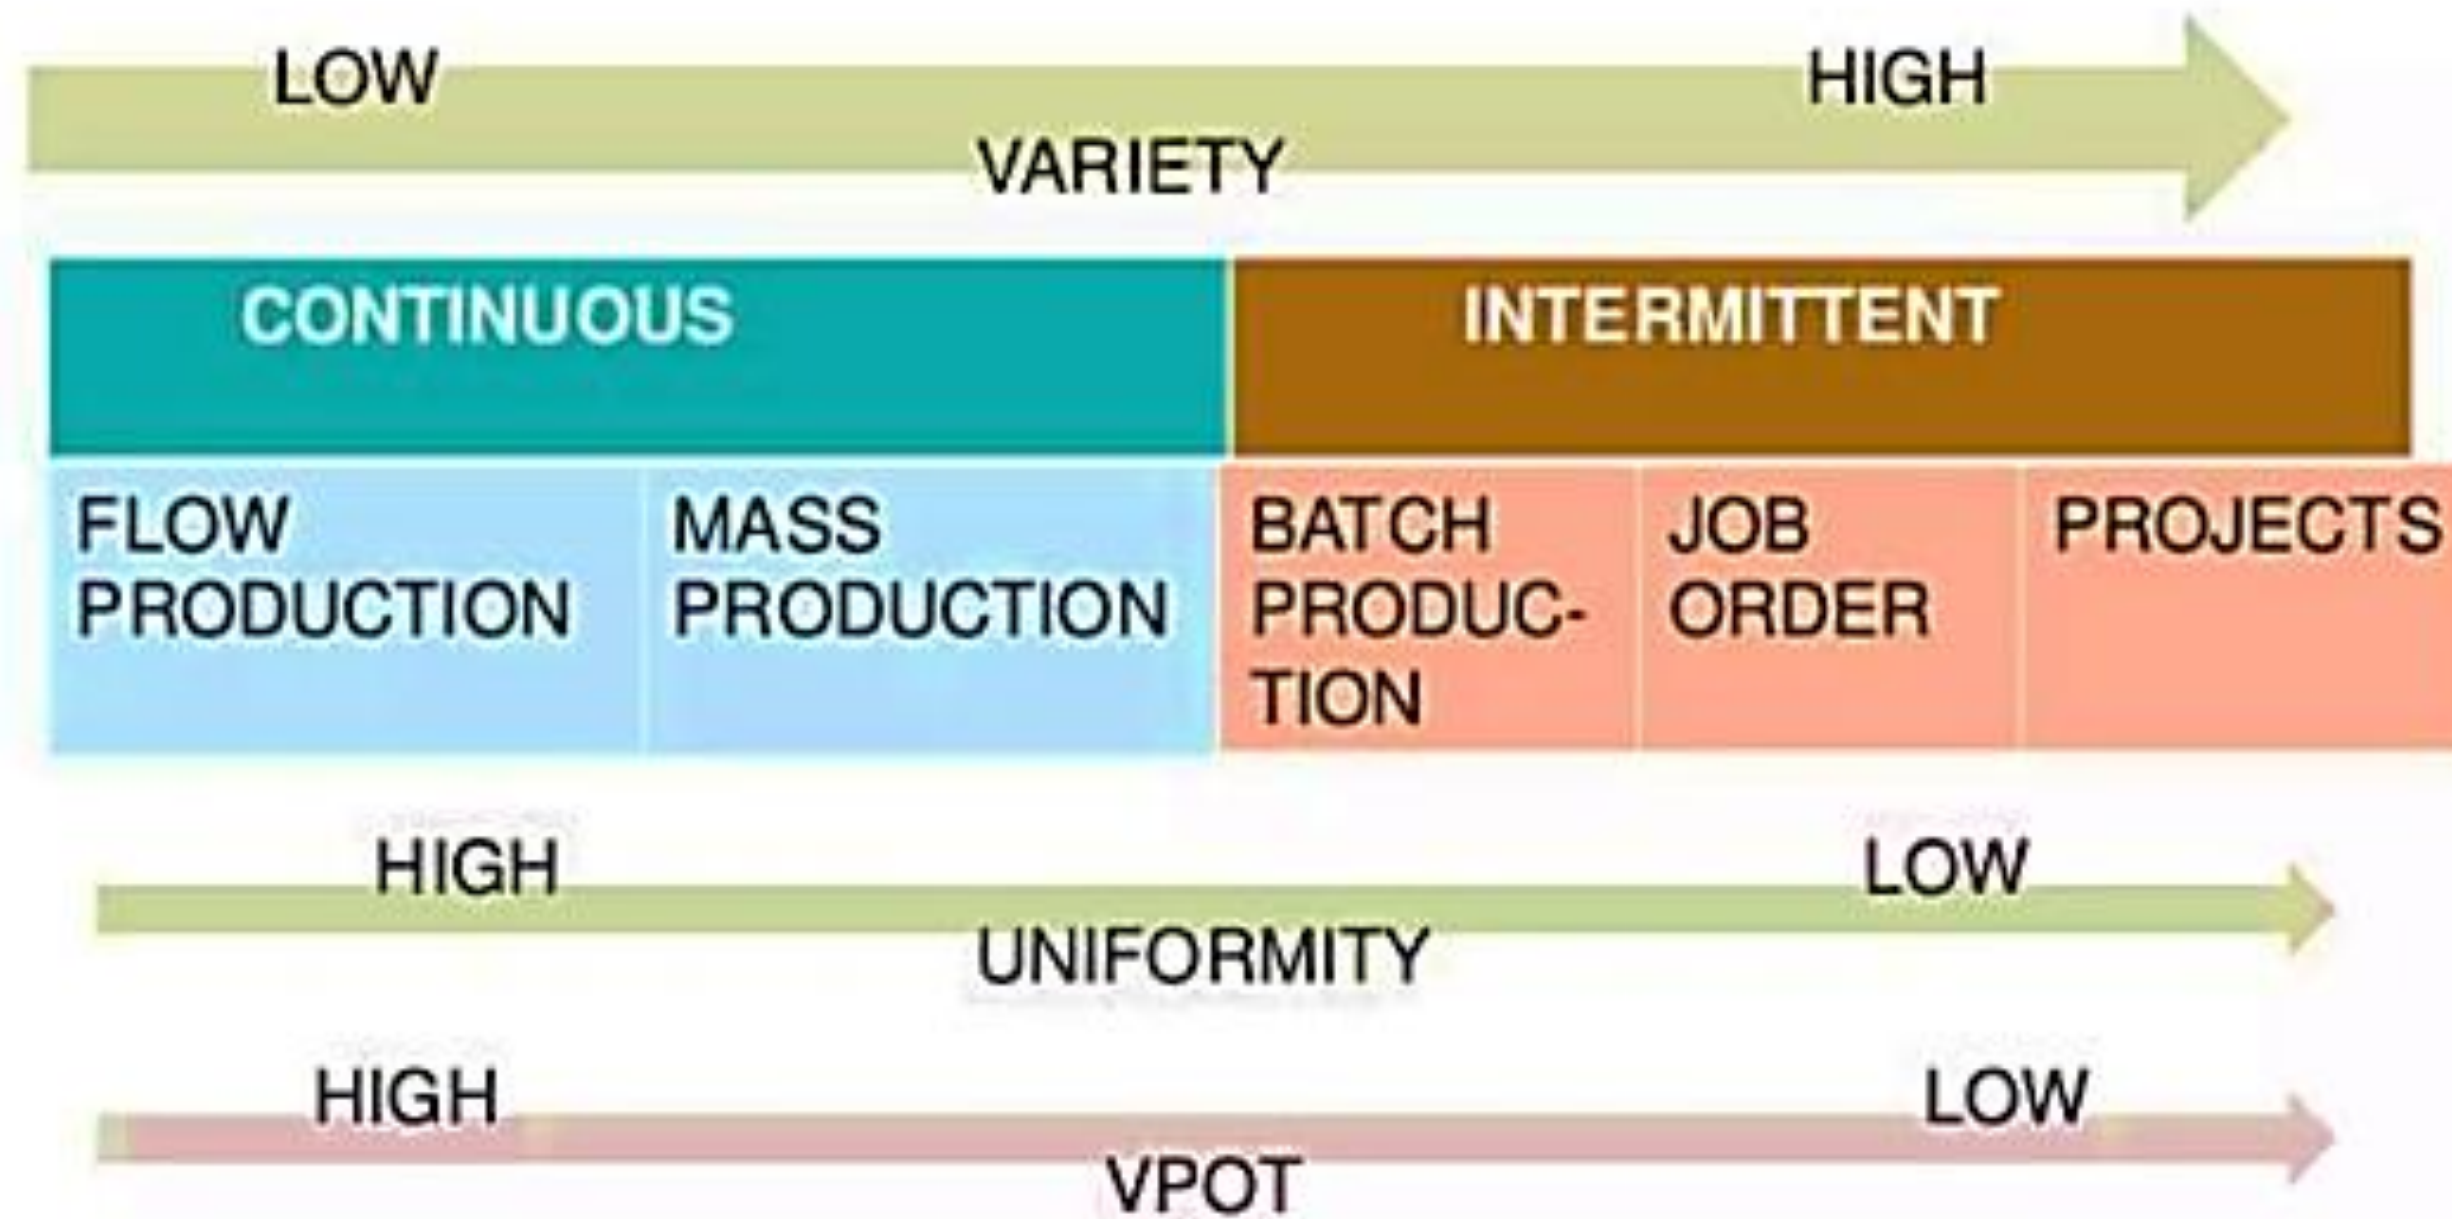 LOW HIGH
VARIETY
CONTINUOUS INTERMITTENT
FLOW
PRODUCTION
MASS
PRODUCTION
BATCH
PRODUC-
TION
JOB
ORDER
PROJECTS
HIGH LOW
UNIFORMITY
HIGH LOW
VPOT